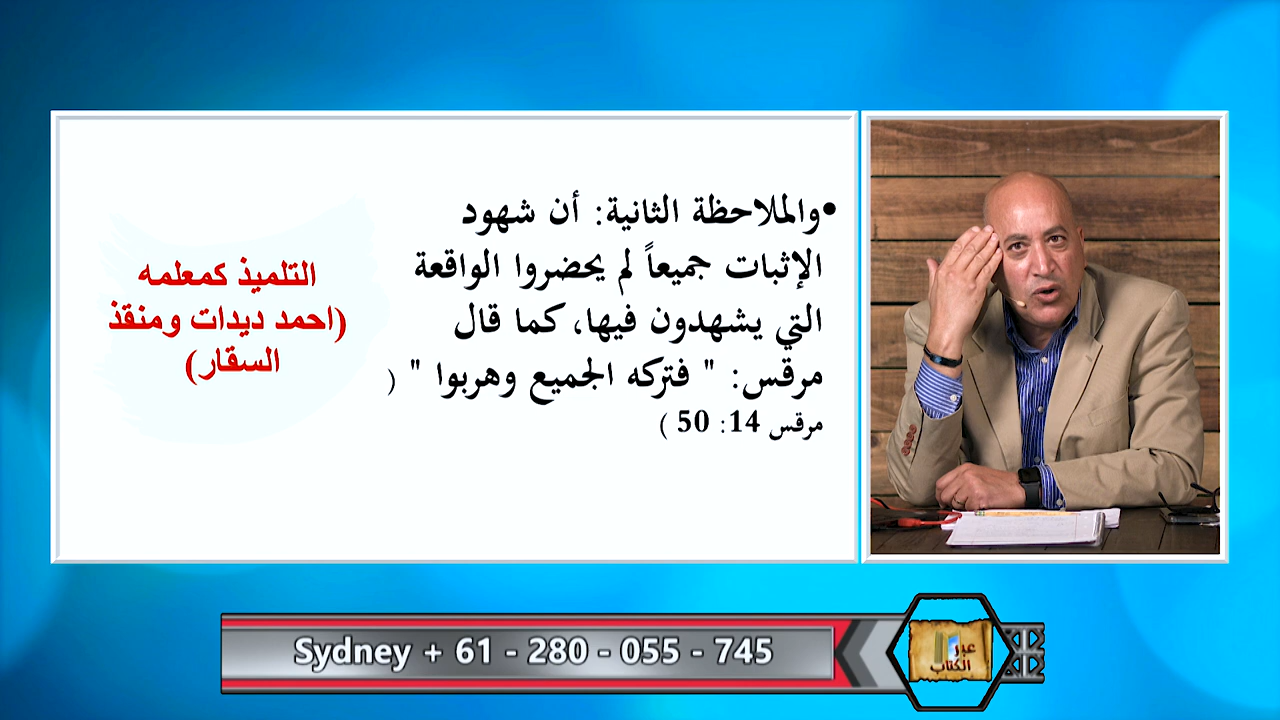 •والملاحظة الثانية: أن شهود
الإثبات جميعاً لم يحضروا الواقعة
التي يشهدون فيها، كما قال
مرقس: " فتركه الجميع وهربوا " (
مرقس 14: 50 )
التلميذ كمعلمه
(احمد ديدات ومنقذ
السقار)
Sydney + 61 - 280 - 055 - 745
عبر
الكتاب